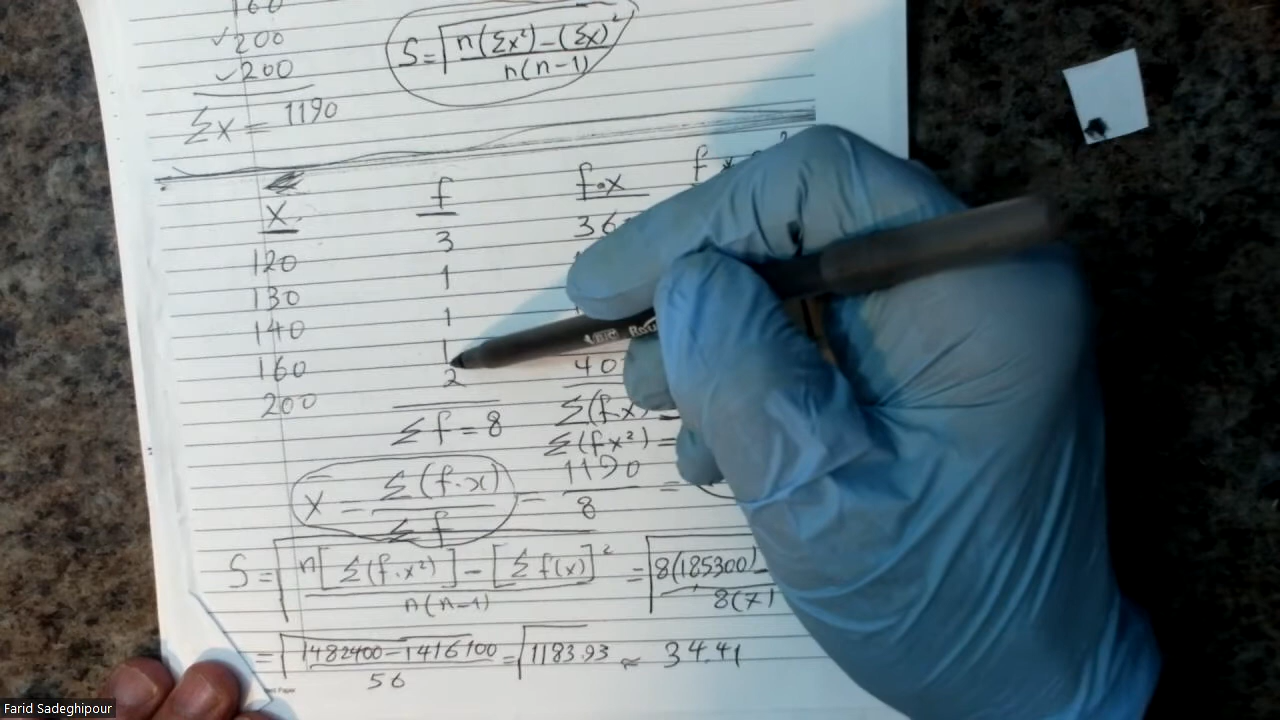 160
✓200
✓200
S=√n(Σx²)-(Σx)²
n(n-1)
Σx= 1190
X f f•x f
120 3 36
130 1
140 1
160 1
200 2 40
Σf=8 Σ(f.x)=
Σ(fx²)=
X̄ = Σ(f.x) = 1190 =
Σf 8
S=√n[Σ(f.x²)]-[Σf(x)]² =√8(185300)-
n(n-1) 8(7)
=√1482400-1416100 =√1183.93 ≈ 34.41
56
BIC
Farid Sadeghipour